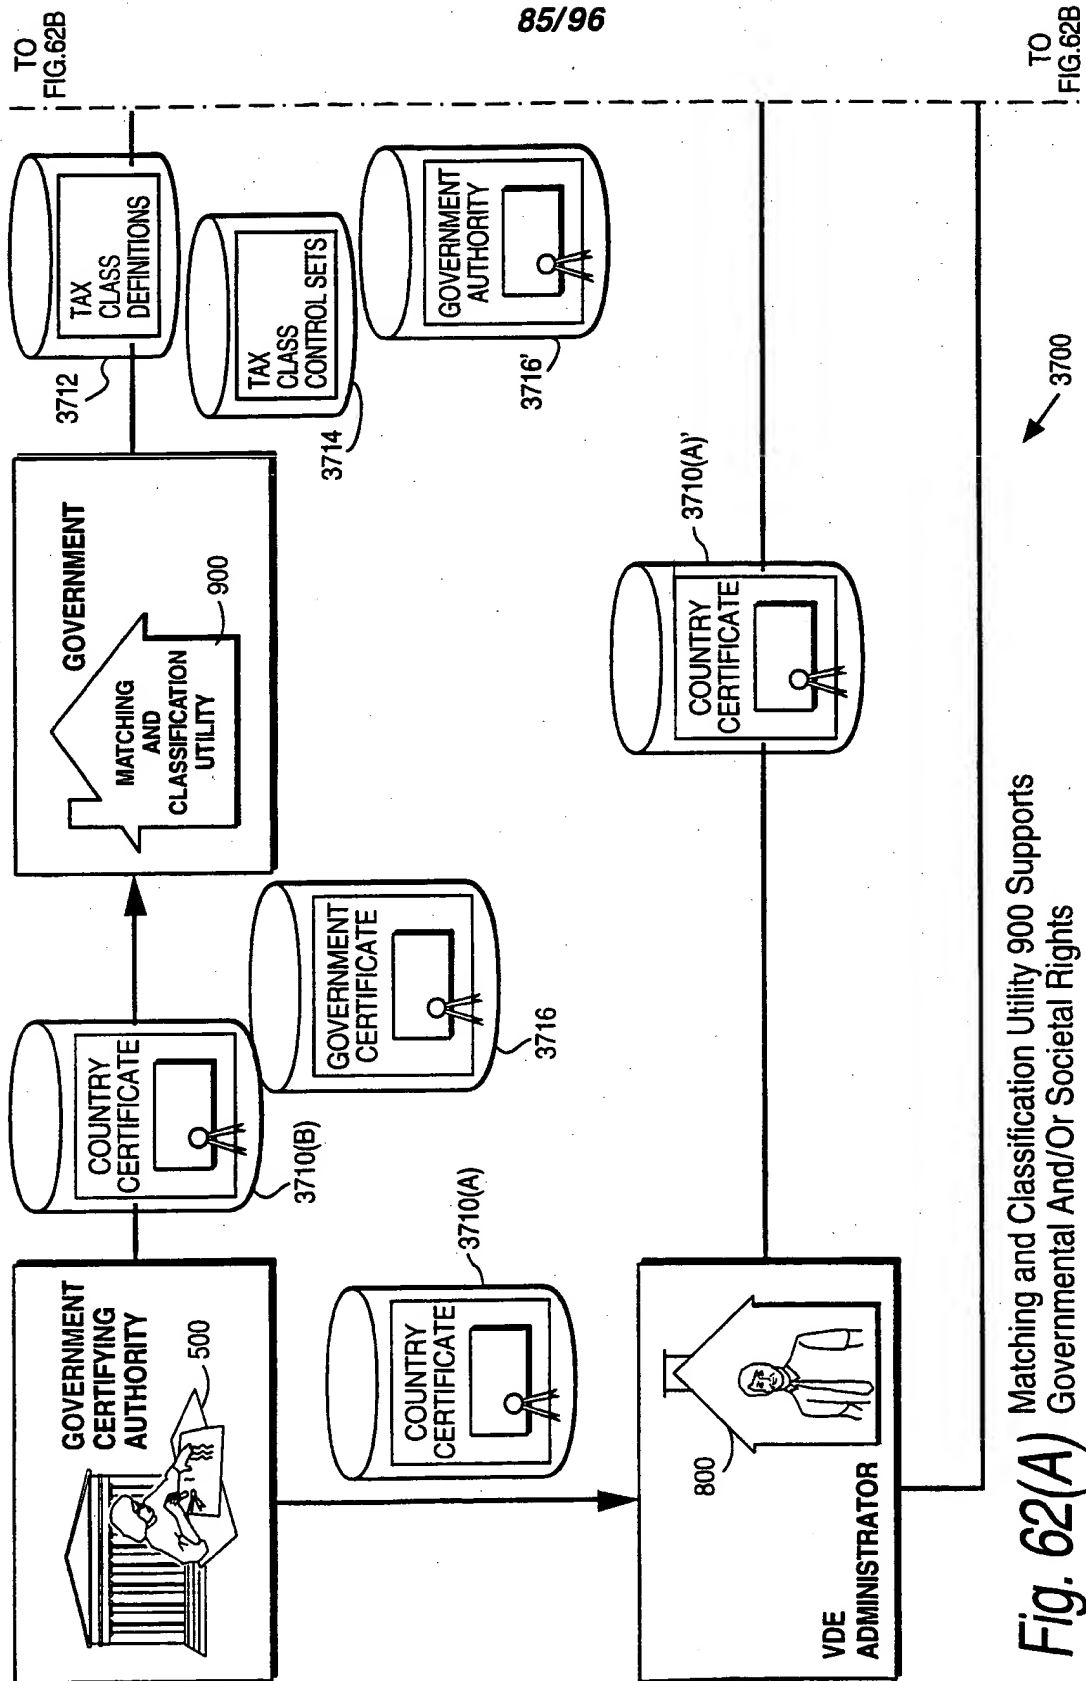 85/96
TO
FIG.62B
TO
FIG.62B
GOVERNMENT
CERTIFYING
AUTHORITY
500
COUNTRY
CERTIFICATE
3710(B)
GOVERNMENT
CERTIFICATE
3716
GOVERNMENT
MATCHING
AND
CLASSIFICATION
UTILITY
900
TAX
CLASS
DEFINITIONS
3712
TAX
CLASS
CONTROL SETS
3714
GOVERNMENT
AUTHORITY
3716'
COUNTRY
CERTIFICATE
3710(A)
COUNTRY
CERTIFICATE
3710(A)'
800
VDE
ADMINISTRATOR
3700
Fig. 62(A)
Matching and Classification Utility 900 Supports
Governmental And/Or Societal Rights